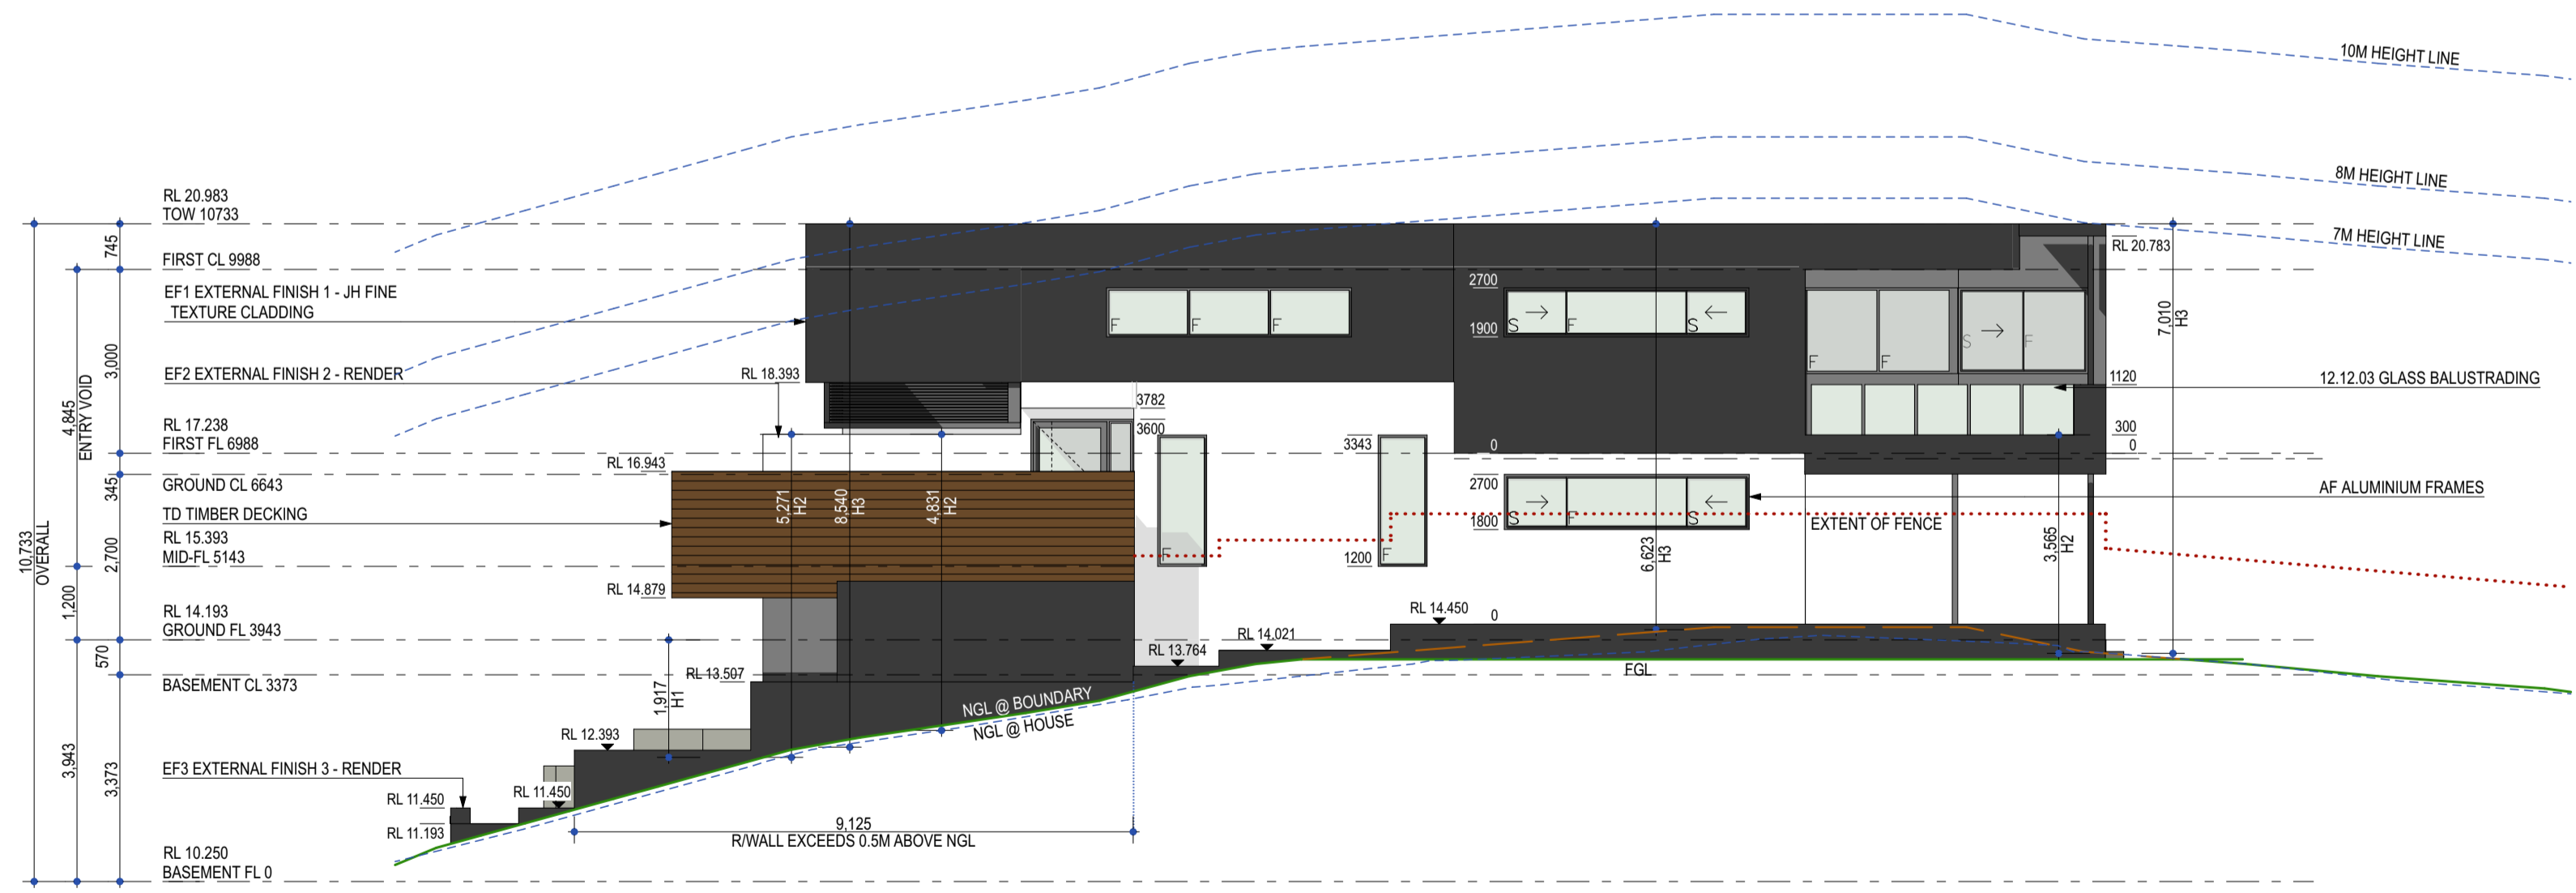 10M HEIGHT LINE
8M HEIGHT LINE
7M HEIGHT LINE
RL 20.983
TOW 10733
745
FIRST CL 9988
RL 20.783
EF1 EXTERNAL FINISH 1 - JH FINE
TEXTURE CLADDING
2700
1900
F
F
F
S
F
S
F
F
S
F
7,010
H3
3,000
EF2 EXTERNAL FINISH 2 - RENDER
RL 18.393
1120
12.12.03 GLASS BALUSTRADING
4,845
ENTRY VOID
3782
3600
RL 17.238
FIRST FL 6988
3343
0
300
0
RL 16.943
345
GROUND CL 6643
2700
1800
S
F
S
AF ALUMINIUM FRAMES
5,271
H2
8,540
H3
4,831
H2
TD TIMBER DECKING
EXTENT OF FENCE
10,733
OVERALL
RL 15.393
MID-FL 5143
2,700
F
1200
F
6,623
H3
3,565
H2
1,200
RL 14.879
RL 14.193
GROUND FL 3943
RL 14.450
0
RL 14.021
RL 13.764
570
BASEMENT CL 3373
RL 13.507
FGL
1,917
H1
NGL @ BOUNDARY
NGL @ HOUSE
RL 12.393
3,943
3,373
EF3 EXTERNAL FINISH 3 - RENDER
RL 11.450
RL 11.450
RL 11.193
9,125
R/WALL EXCEEDS 0.5M ABOVE NGL
RL 10.250
BASEMENT FL 0